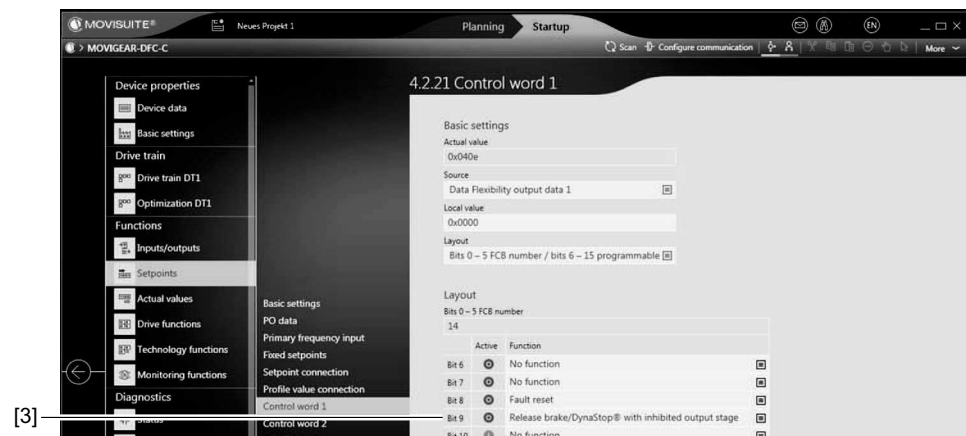 MOVISUITE®
Neues Projekt 1
Planning
Startup
EN
> MOVIGEAR-DFC-C
Scan
Configure communication
More
Device properties
Device data
Basic settings
Drive train
Drive train DT1
Optimization DT1
Functions
Inputs/outputs
Setpoints
Actual values
Drive functions
Technology functions
Monitoring functions
Diagnostics
Status
Basic settings
PO data
Primary frequency input
Fixed setpoints
Setpoint connection
Profile value connection
Control word 1
Control word 2
4.2.21 Control word 1
Basic settings
Actual value
0x040e
Source
Data Flexibility output data 1
Local value
0x0000
Layout
Bits 0 – 5 FCB number / bits 6 – 15 programmable
Layout
Bits 0 – 5 FCB number
14
Active Function
Bit 6 No function
Bit 7 No function
Bit 8 Fault reset
Bit 9 Release brake/DynaStop® with inhibited output stage
Bit 10 No function
[3]